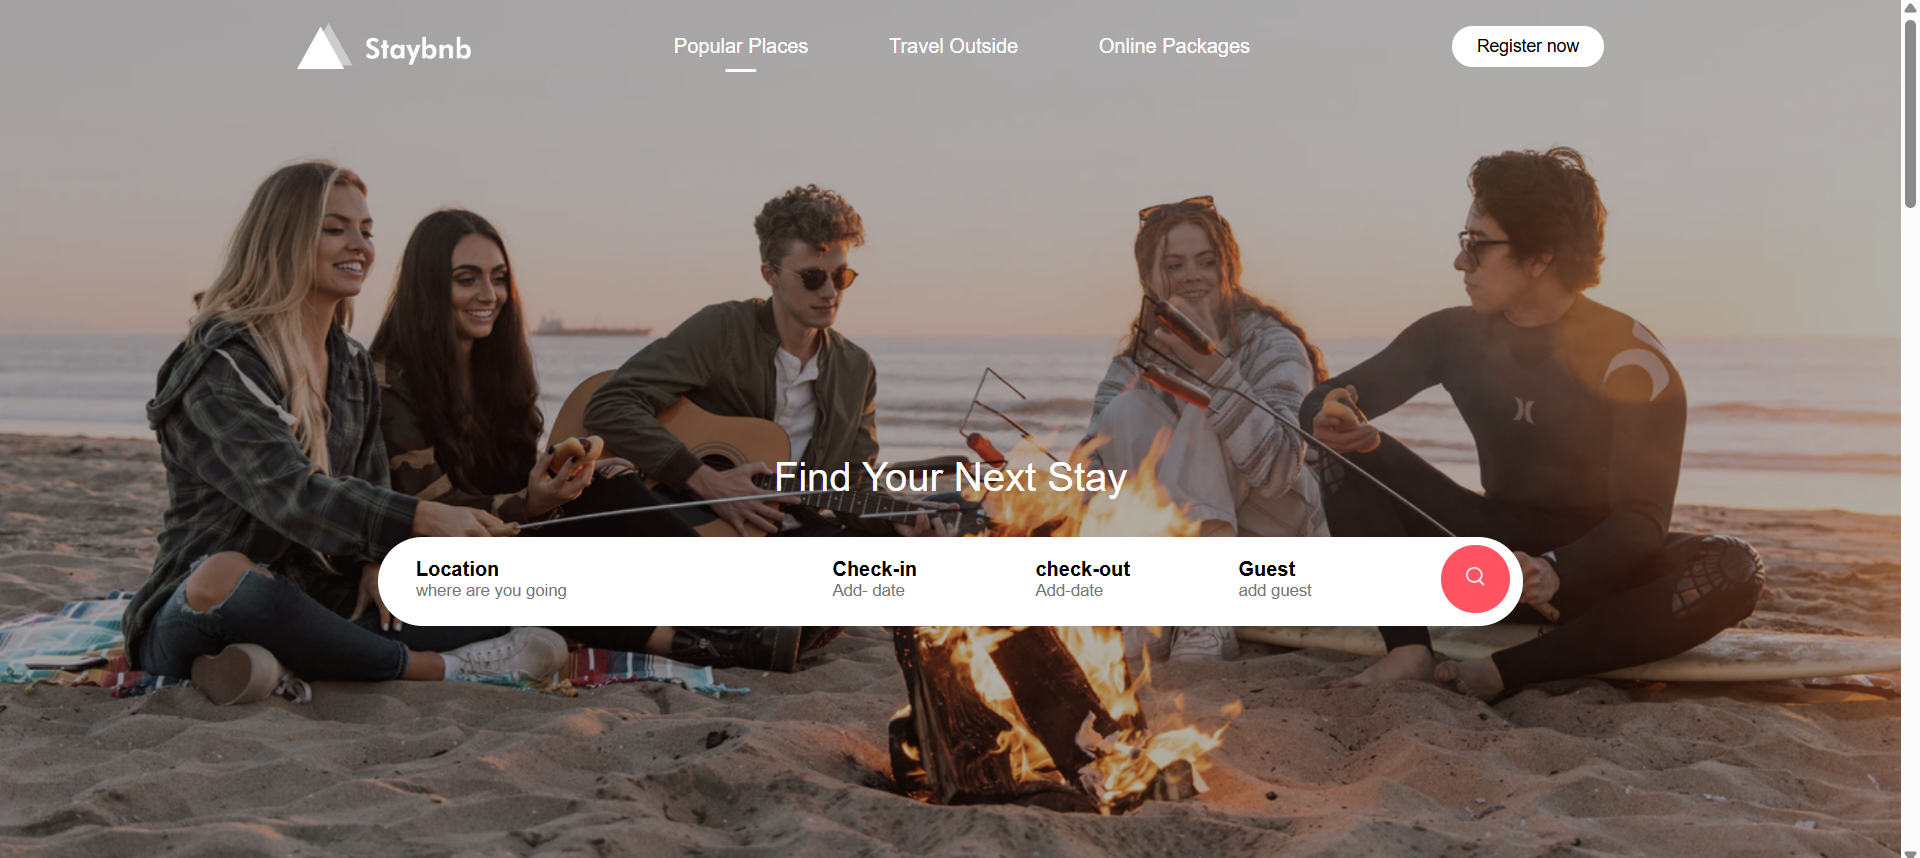 Staybnb
Popular Places
Travel Outside
Online Packages
Register now
Find Your Next Stay
Location
where are you going
Check-in
Add- date
check-out
Add-date
Guest
add guest